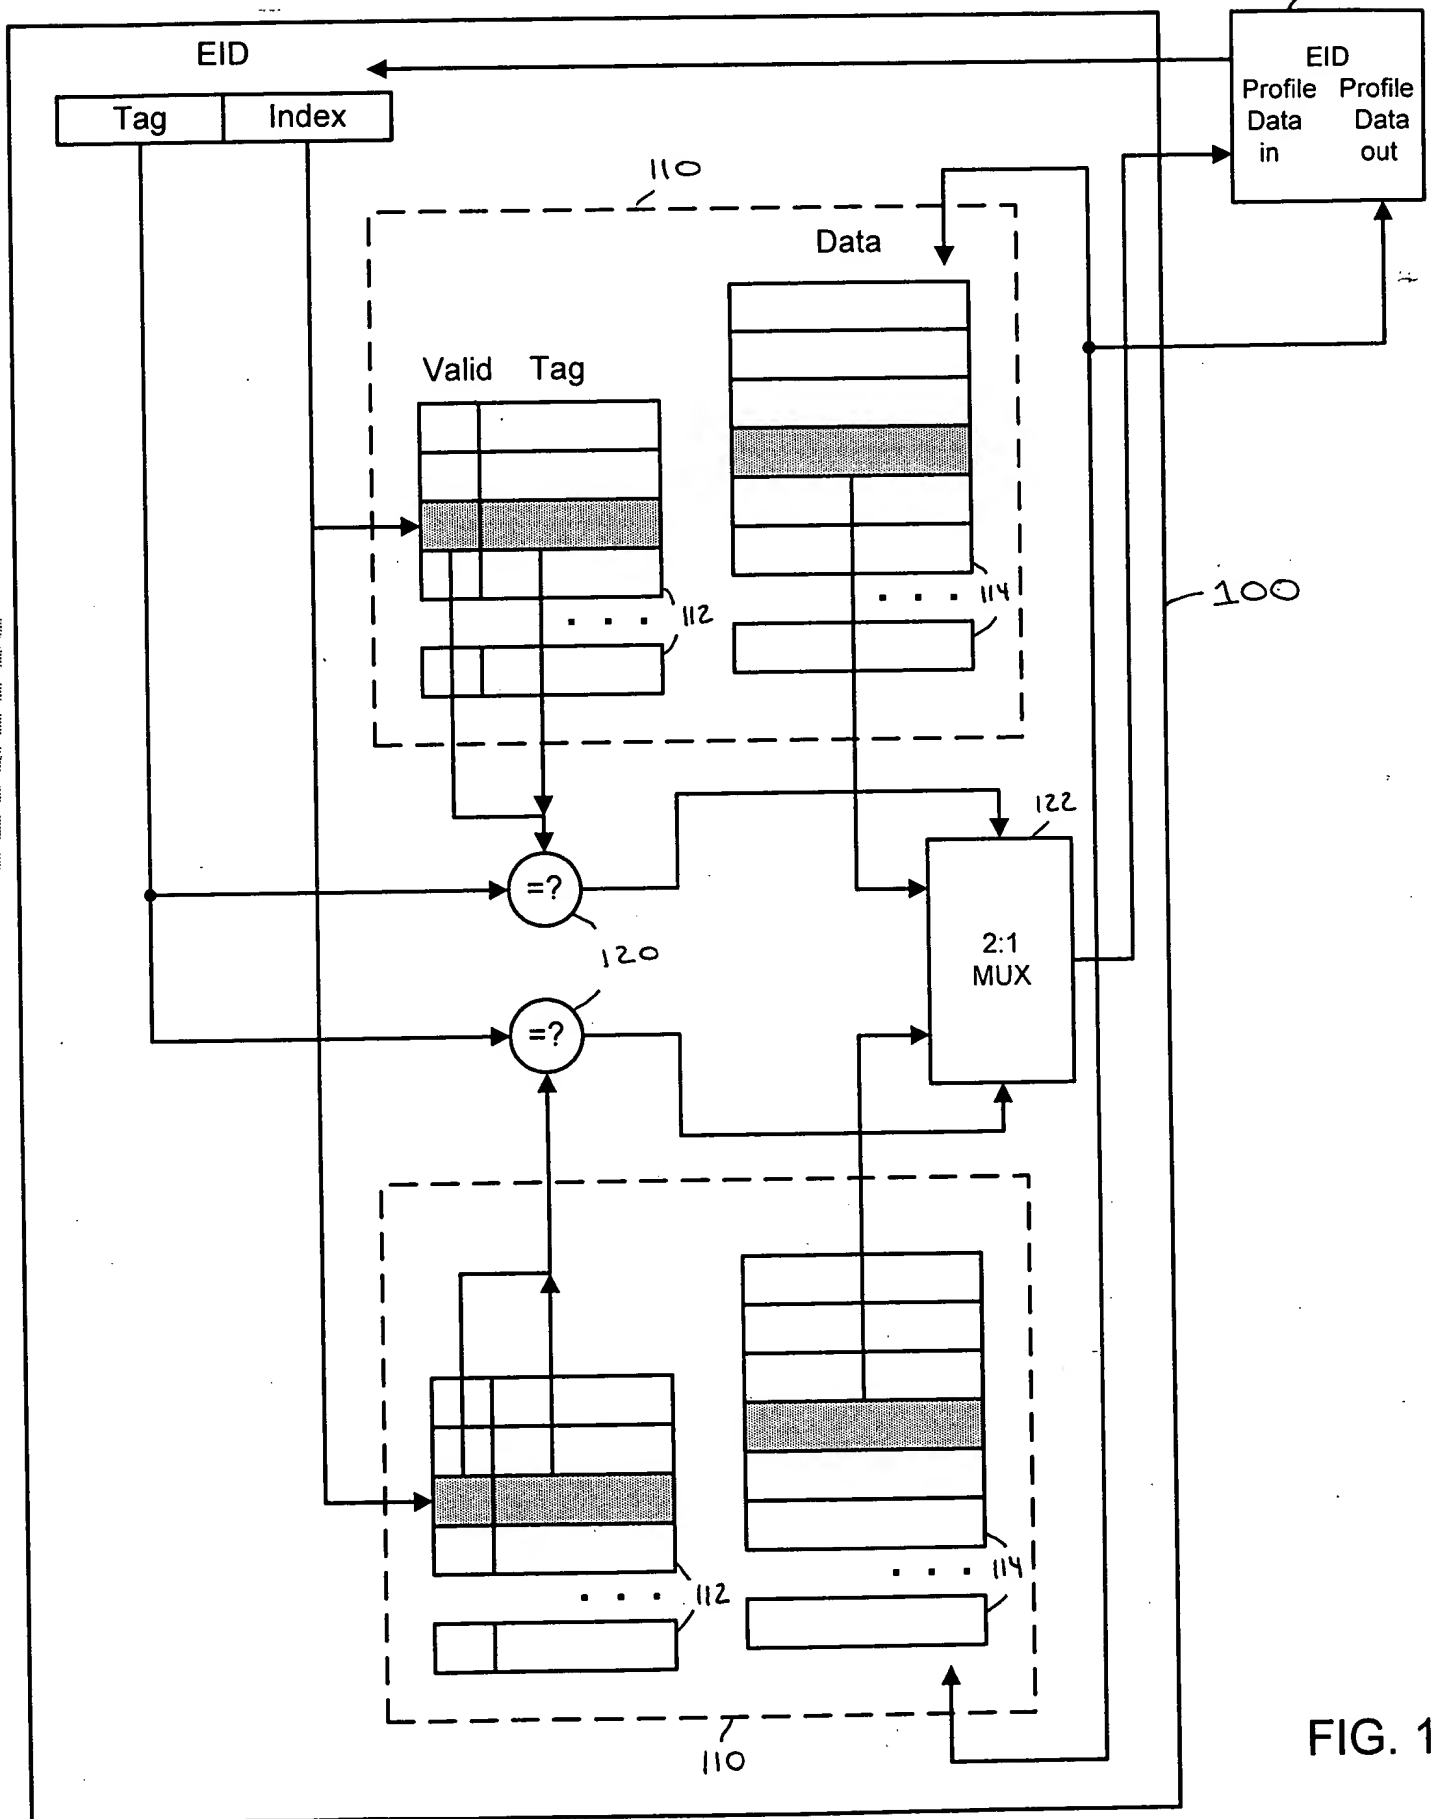 EID
Tag Index
EID
Profile Profile
Data Data
in out
110
Data
Valid Tag
. . . 114
. . . 112
100
122
=?
120
2:1
MUX
=?
. . . 114
. . . 112
110
FIG. 1